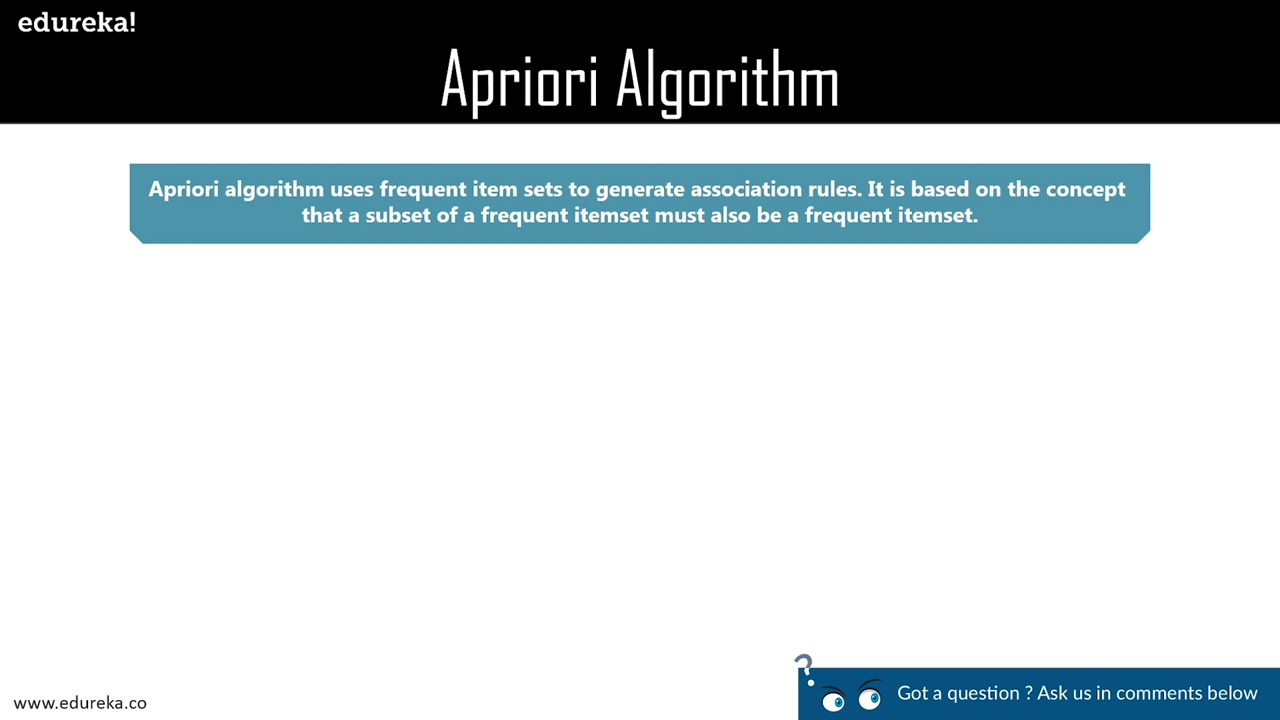 edureka!
Apriori Algorithm
Apriori algorithm uses frequent item sets to generate association rules. It is based on the concept
that a subset of a frequent itemset must also be a frequent itemset.
?
www.edureka.co
Got a question ? Ask us in comments below